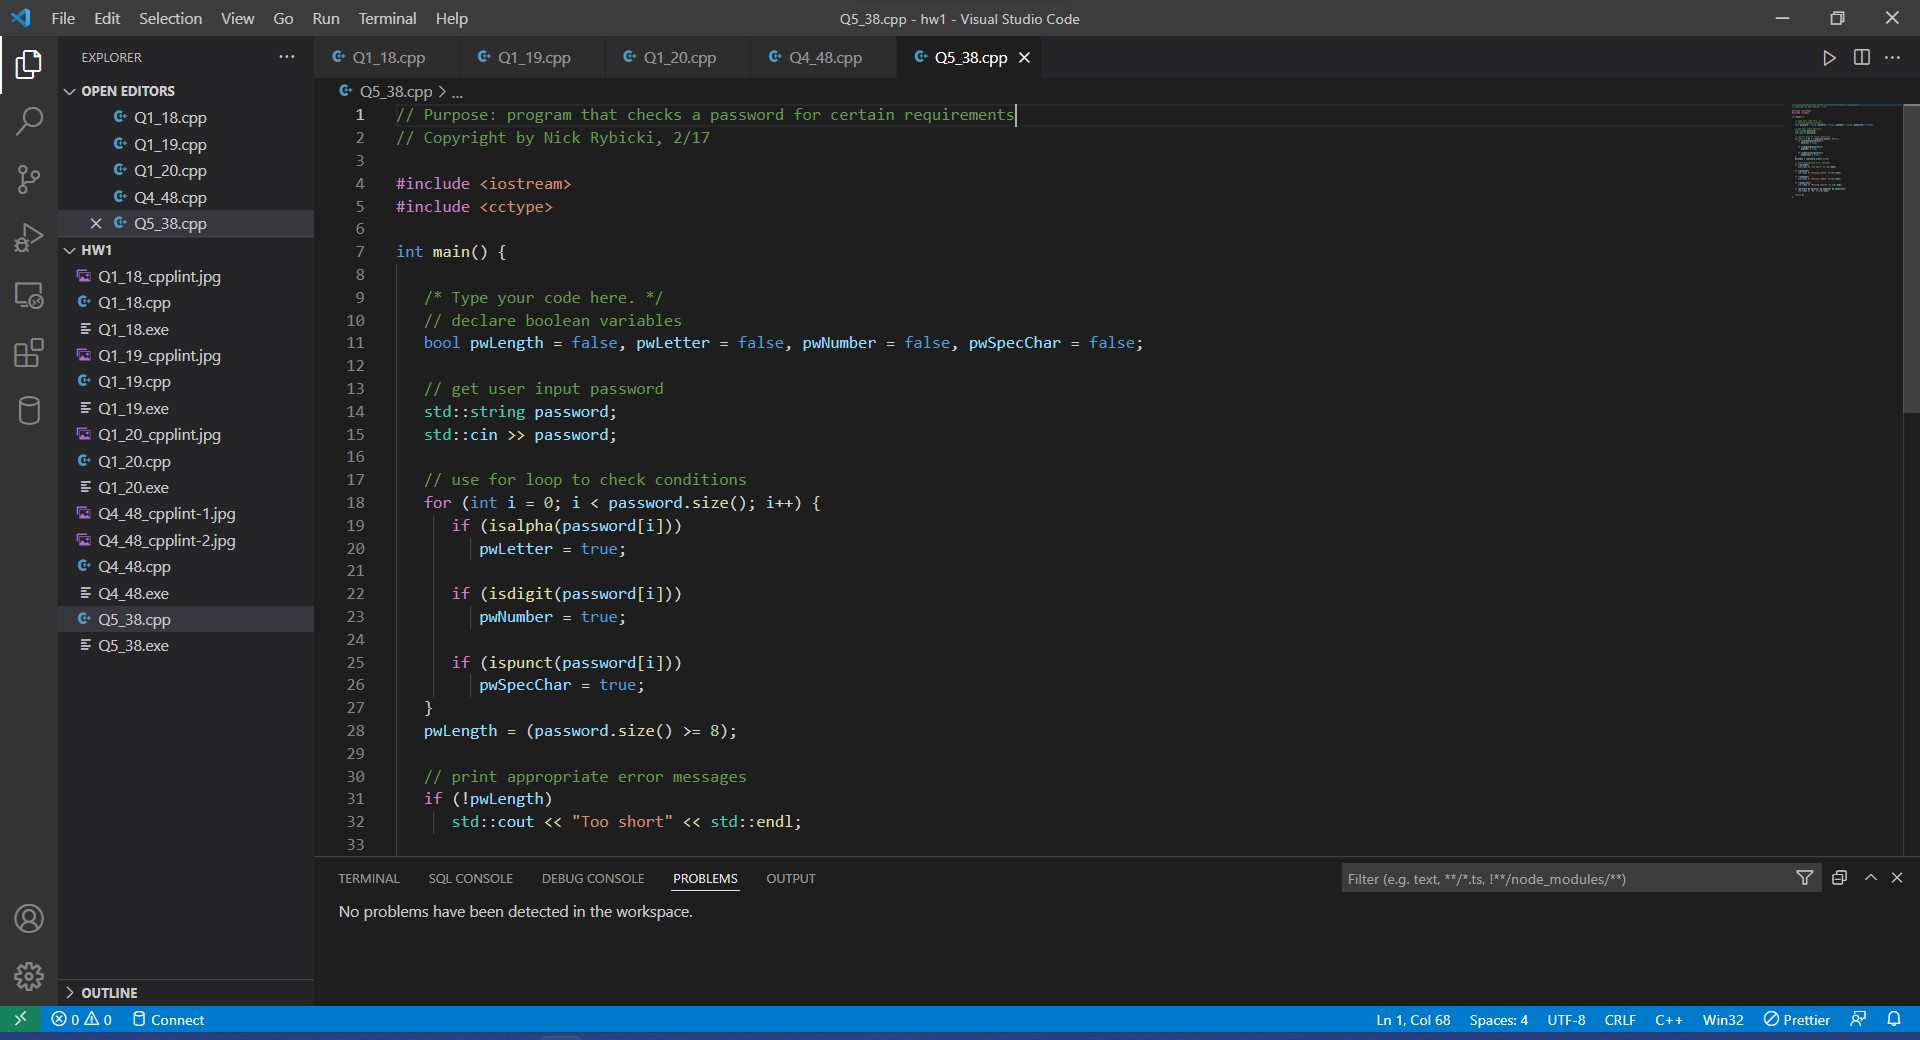 File Edit Selection View Go Run Terminal Help
Q5_38.cpp - hw1 - Visual Studio Code
EXPLORER
OPEN EDITORS
Q1_18.cpp
Q1_19.cpp
Q1_20.cpp
Q4_48.cpp
Q5_38.cpp
HW1
Q1_18_cpplint.jpg
Q1_18.cpp
Q1_18.exe
Q1_19_cpplint.jpg
Q1_19.cpp
Q1_19.exe
Q1_20_cpplint.jpg
Q1_20.cpp
Q1_20.exe
Q4_48_cpplint-1.jpg
Q4_48_cpplint-2.jpg
Q4_48.cpp
Q4_48.exe
Q5_38.cpp
Q5_38.exe
OUTLINE
Q1_18.cpp Q1_19.cpp Q1_20.cpp Q4_48.cpp Q5_38.cpp
Q5_38.cpp > ...
1 // Purpose: program that checks a password for certain requirements
2 // Copyright by Nick Rybicki, 2/17
3
4 #include <iostream>
5 #include <cctype>
6
7 int main() {
8
9 /* Type your code here. */
10 // declare boolean variables
11 bool pwLength = false, pwLetter = false, pwNumber = false, pwSpecChar = false;
12
13 // get user input password
14 std::string password;
15 std::cin >> password;
16
17 // use for loop to check conditions
18 for (int i = 0; i < password.size(); i++) {
19 if (isalpha(password[i]))
20 pwLetter = true;
21
22 if (isdigit(password[i]))
23 pwNumber = true;
24
25 if (ispunct(password[i]))
26 pwSpecChar = true;
27 }
28 pwLength = (password.size() >= 8);
29
30 // print appropriate error messages
31 if (!pwLength)
32 std::cout << "Too short" << std::endl;
33
TERMINAL SQL CONSOLE DEBUG CONSOLE PROBLEMS OUTPUT
Filter (e.g. text, **/*.ts, !**/node_modules/**)
No problems have been detected in the workspace.
0 0 Connect
Ln 1, Col 68 Spaces: 4 UTF-8 CRLF C++ Win32 Prettier